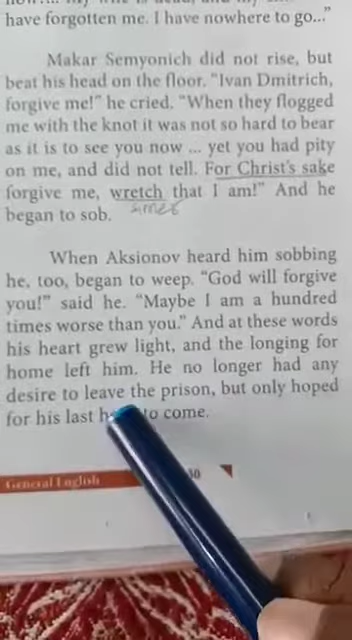 have forgotten me. I have nowhere to go..."
Makar Semyonich did not rise, but
beat his head on the floor. "Ivan Dmitrich,
forgive me!" he cried. "When they flogged
me with the knot it was not so hard to bear
as it is to see you now ... yet you had pity
on me, and did not tell. For Christ's sake
forgive me, wretch that I am!" And he
began to sob.
When Aksionov heard him sobbing
he, too, began to weep. "God will forgive
you!" said he. "Maybe I am a hundred
times worse than you." And at these words
his heart grew light, and the longing for
home left him. He no longer had any
desire to leave the prison, but only hoped
for his last to come.
General English